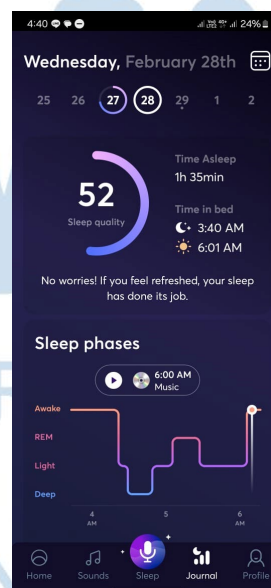 4:40
24%
Wednesday, February 28th
25 26 27 28 29 1 2
52
Sleep quality
Time Asleep
1h 35min
Time in bed
3:40 AM
6:01 AM
No worries! If you feel refreshed, your sleep
has done its job.
Sleep phases
6:00 AM
Music
Awake
REM
Light
Deep
4 5 6
AM AM
Home Sounds Sleep Journal Profile